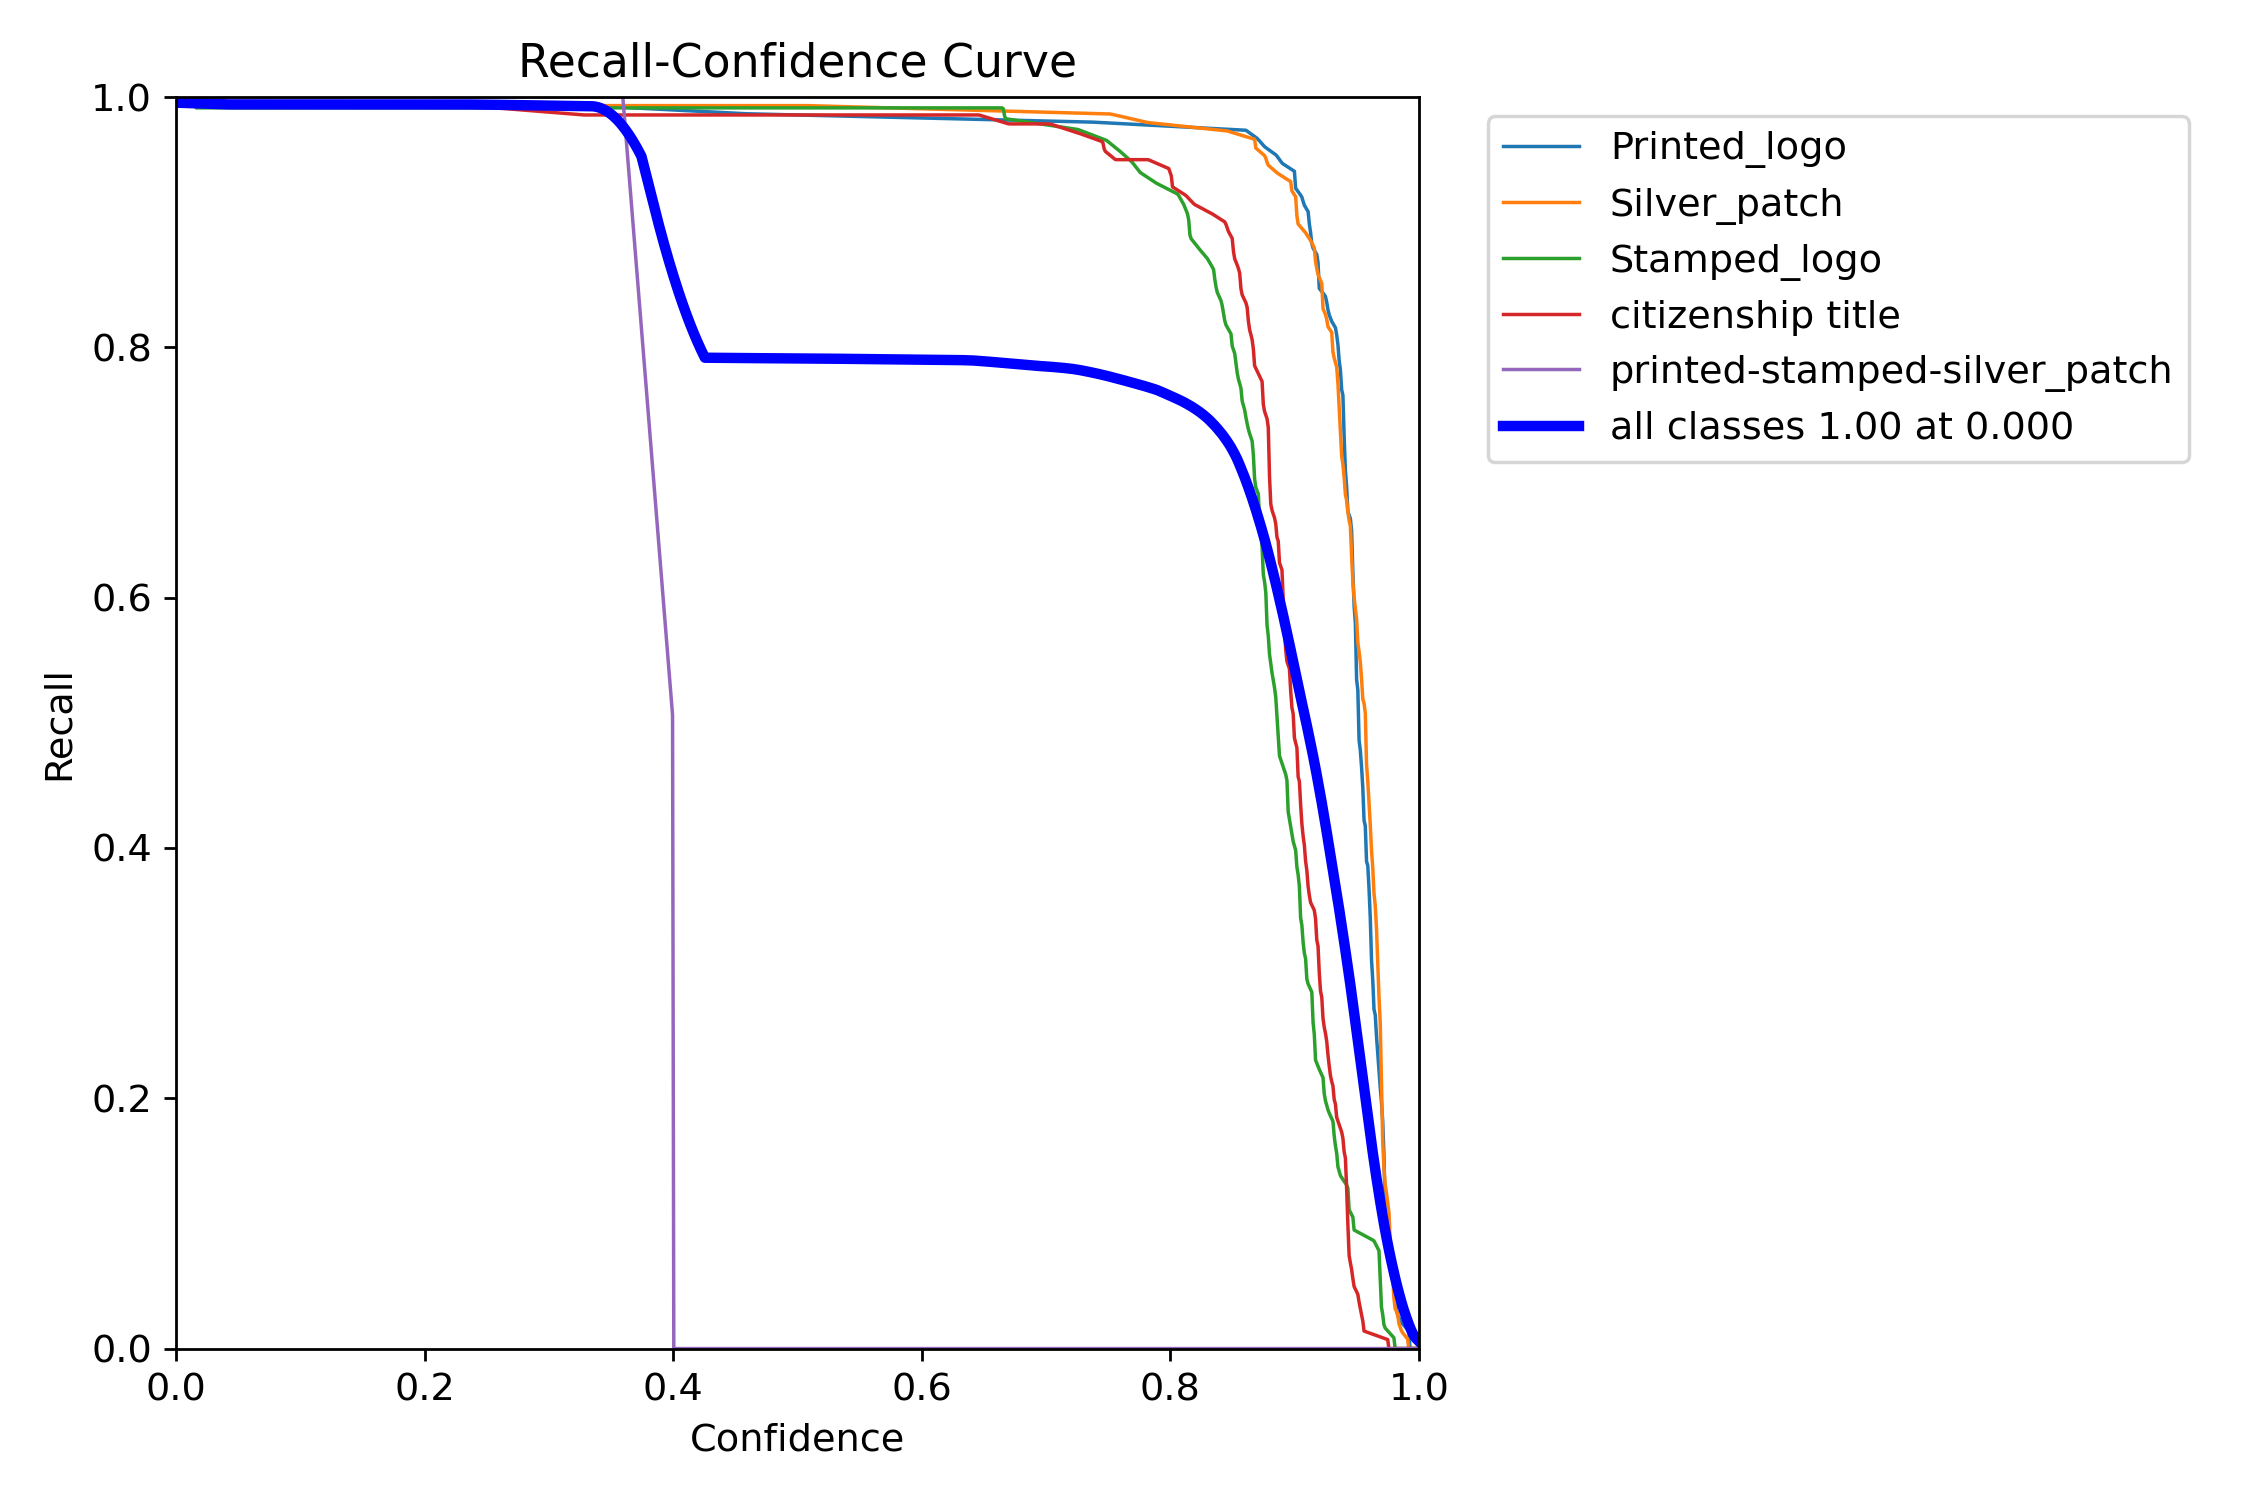 Recall-Confidence Curve
1.0
0.8
0.6
0.4
0.2
0.0
Recall
0.0 0.2 0.4 0.6 0.8 1.0
Confidence
Printed_logo
Silver_patch
Stamped_logo
citizenship title
printed-stamped-silver_patch
all classes 1.00 at 0.000